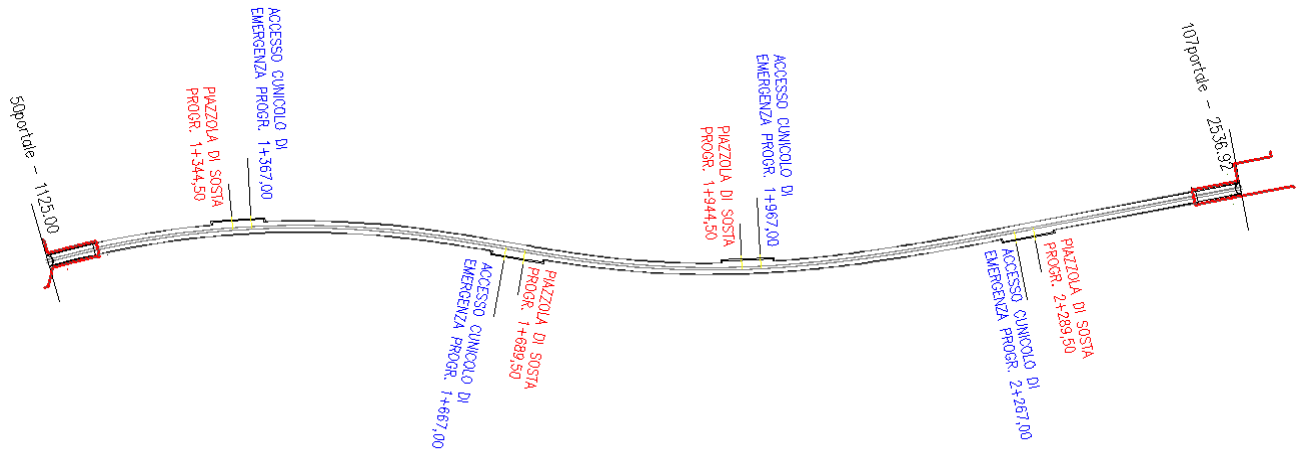 50portale - 1125.00
PIAZZOLA DI SOSTA
PROGR. 1+344,50
ACCESSO CUNICOLO DI
EMERGENZA PROGR. 1+367,00
ACCESSO CUNICOLO DI
EMERGENZA PROGR. 1+667,00
PIAZZOLA DI SOSTA
PROGR. 1+689,50
PIAZZOLA DI SOSTA
PROGR. 1+944,50
ACCESSO CUNICOLO DI
EMERGENZA PROGR. 1+967,00
ACCESSO CUNICOLO DI
EMERGENZA PROGR. 2+267,00
PIAZZOLA DI SOSTA
PROGR. 2+289,50
107portale - 2536.92